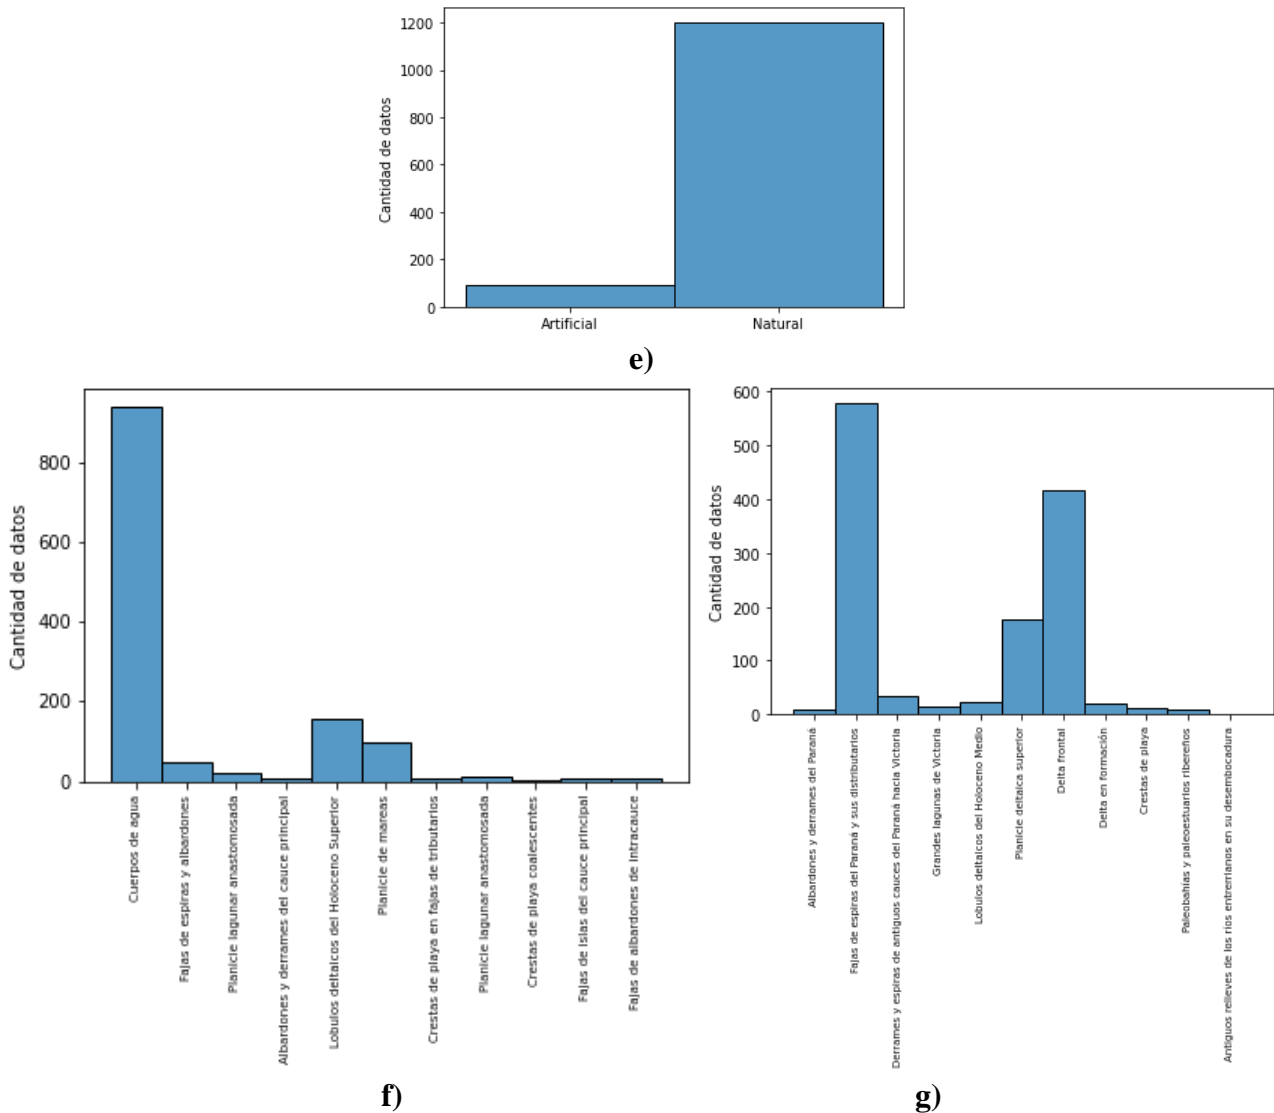 1200
1000
800
600
400
200
0
Cantidad de datos
Artificial
Natural
e)
800
600
400
200
0
Cantidad de datos
Cuerpos de agua
Fajas de espiras y albardones
Planicie lagunar anastomosada
Albardones y derrames del cauce principal
Lobulos deltaicos del Holoceno Superior
Planicie de mareas
Crestas de playa en fajas de tributarios
Planicie lagunar anastomosada
Crestas de playa coalescentes
Fajas de islas del cauce principal
Fajas de albardones de intracauce
f)
600
500
400
300
200
100
0
Cantidad de datos
Albardones y derrames del Paraná
Fajas de espiras del Paraná y sus distributarios
Derrames y espiras de antiguos cauces del Paraná hacia Victoria
Grandes lagunas de Victoria
Lobulos deltaicos del Holoceno Medio
Planicie deltaica superior
Delta frontal
Delta en formación
Crestas de playa
Paleobahias y paleoestuarios ribereños
Antiguos relieves de los rios entrerrianos en su desembocadura
g)